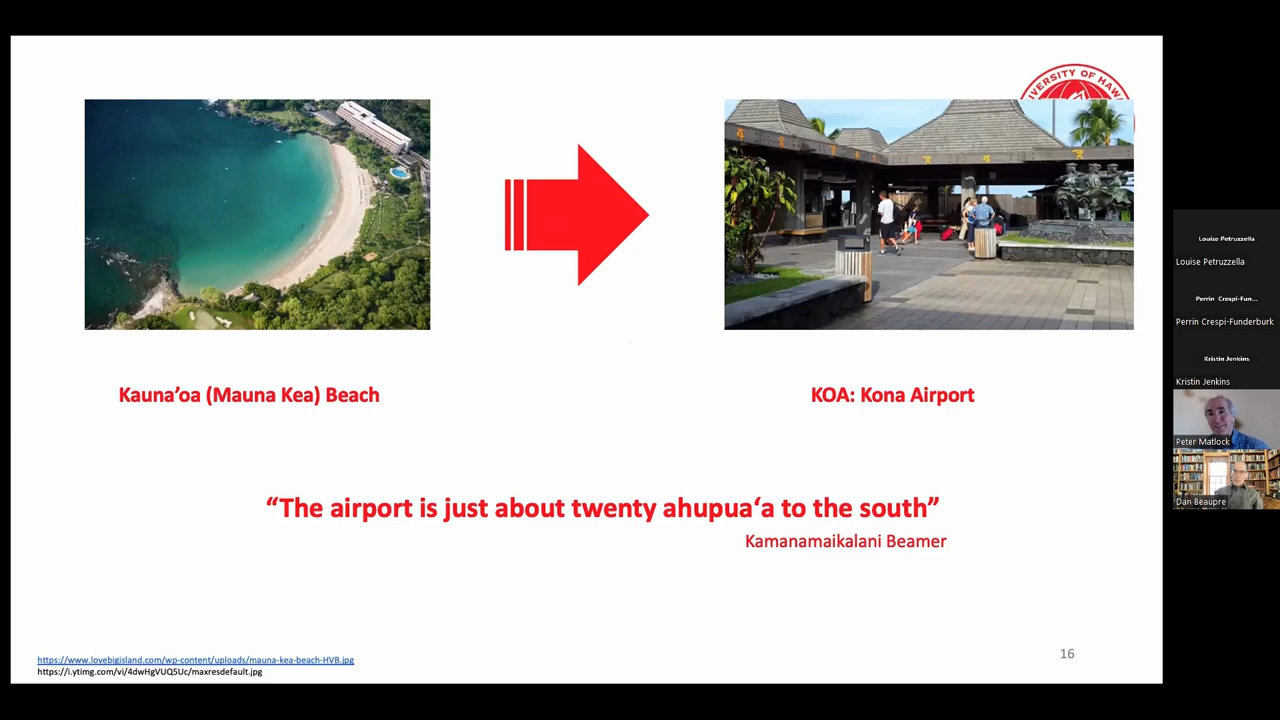 UNIVERSITY OF HAW
Kauna’oa (Mauna Kea) Beach
KOA: Kona Airport
“The airport is just about twenty ahupua‘a to the south”
Kamanamaikalani Beamer
https://www.lovebigisland.com/wp-content/uploads/mauna-kea-beach-HVB.jpg
https://i.ytimg.com/vi/4dwHgVUQ5Uc/maxresdefault.jpg
16
Louise Petruzzella
Louise Petruzzella
Perrin Crespi-Fun...
Perrin Crespi-Funderburk
Kristin Jenkins
Kristin Jenkins
Peter Matlock
Dan Beaupre